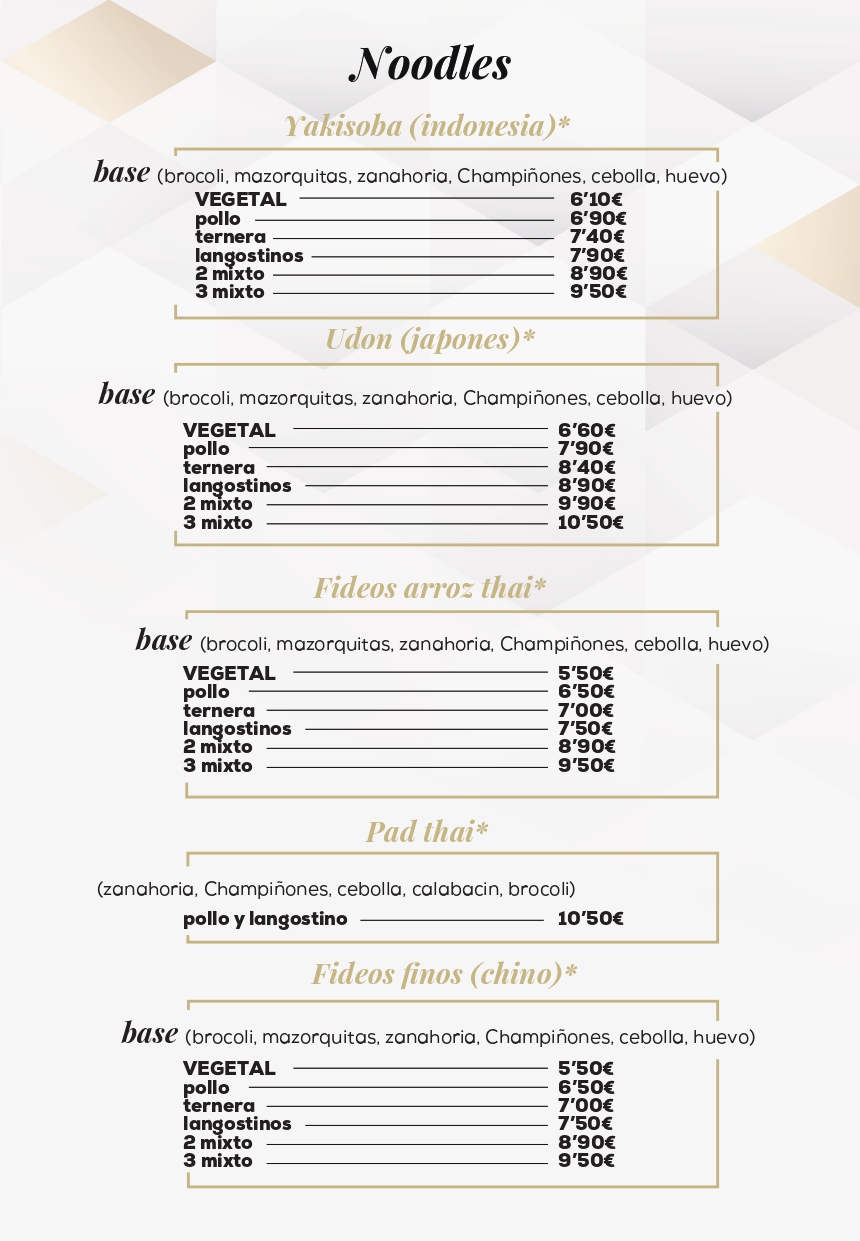 Noodles
Yakisoba (indonesia)*
base (brocoli, mazorquitas, zanahoria, Champiñones, cebolla, huevo)
VEGETAL 6'10€
pollo 6'90€
ternera 7'40€
langostinos 7'90€
2 mixto 8'90€
3 mixto 9'50€
Udon (japones)*
base (brocoli, mazorquitas, zanahoria, Champiñones, cebolla, huevo)
VEGETAL 6'60€
pollo 7'90€
ternera 8'40€
langostinos 8'90€
2 mixto 9'90€
3 mixto 10'50€
Fideos arroz thai*
base (brocoli, mazorquitas, zanahoria, Champiñones, cebolla, huevo)
VEGETAL 5'50€
pollo 6'50€
ternera 7'00€
langostinos 7'50€
2 mixto 8'90€
3 mixto 9'50€
Pad thai*
(zanahoria, Champiñones, cebolla, calabacin, brocoli)
pollo y langostino 10'50€
Fideos finos (chino)*
base (brocoli, mazorquitas, zanahoria, Champiñones, cebolla, huevo)
VEGETAL 5'50€
pollo 6'50€
ternera 7'00€
langostinos 7'50€
2 mixto 8'90€
3 mixto 9'50€